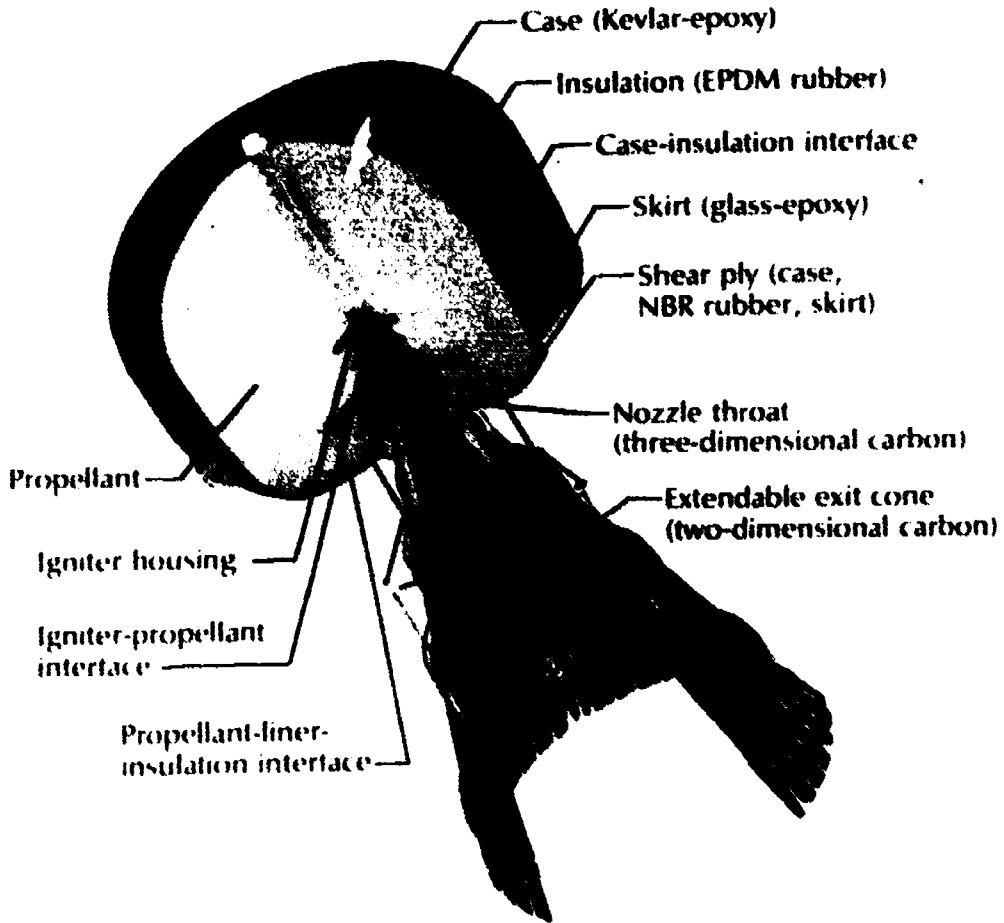 Case (Kevlar-epoxy)
Insulation (EPDM rubber)
Case-insulation interface
Skirt (glass-epoxy)
Shear ply (case,
NBR rubber, skirt)
Nozzle throat
(three-dimensional carbon)
Extendable exit cone
(two-dimensional carbon)
Propellant
Igniter housing
Igniter-propellant
interface
Propellant-liner-
insulation interface